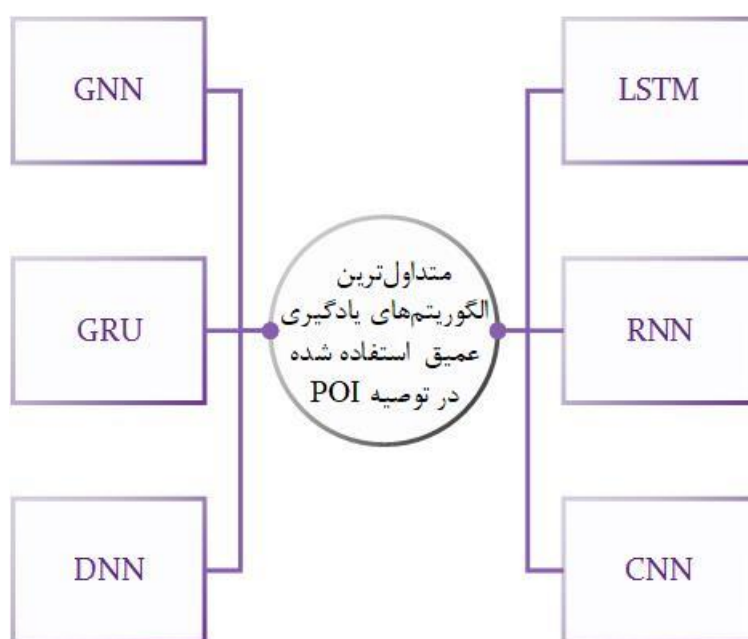 GNN
LSTM
متداول‌ترین
الگوریتم‌های یادگیری
عمیق استفاده شده
در توصیه POI
GRU
RNN
DNN
CNN